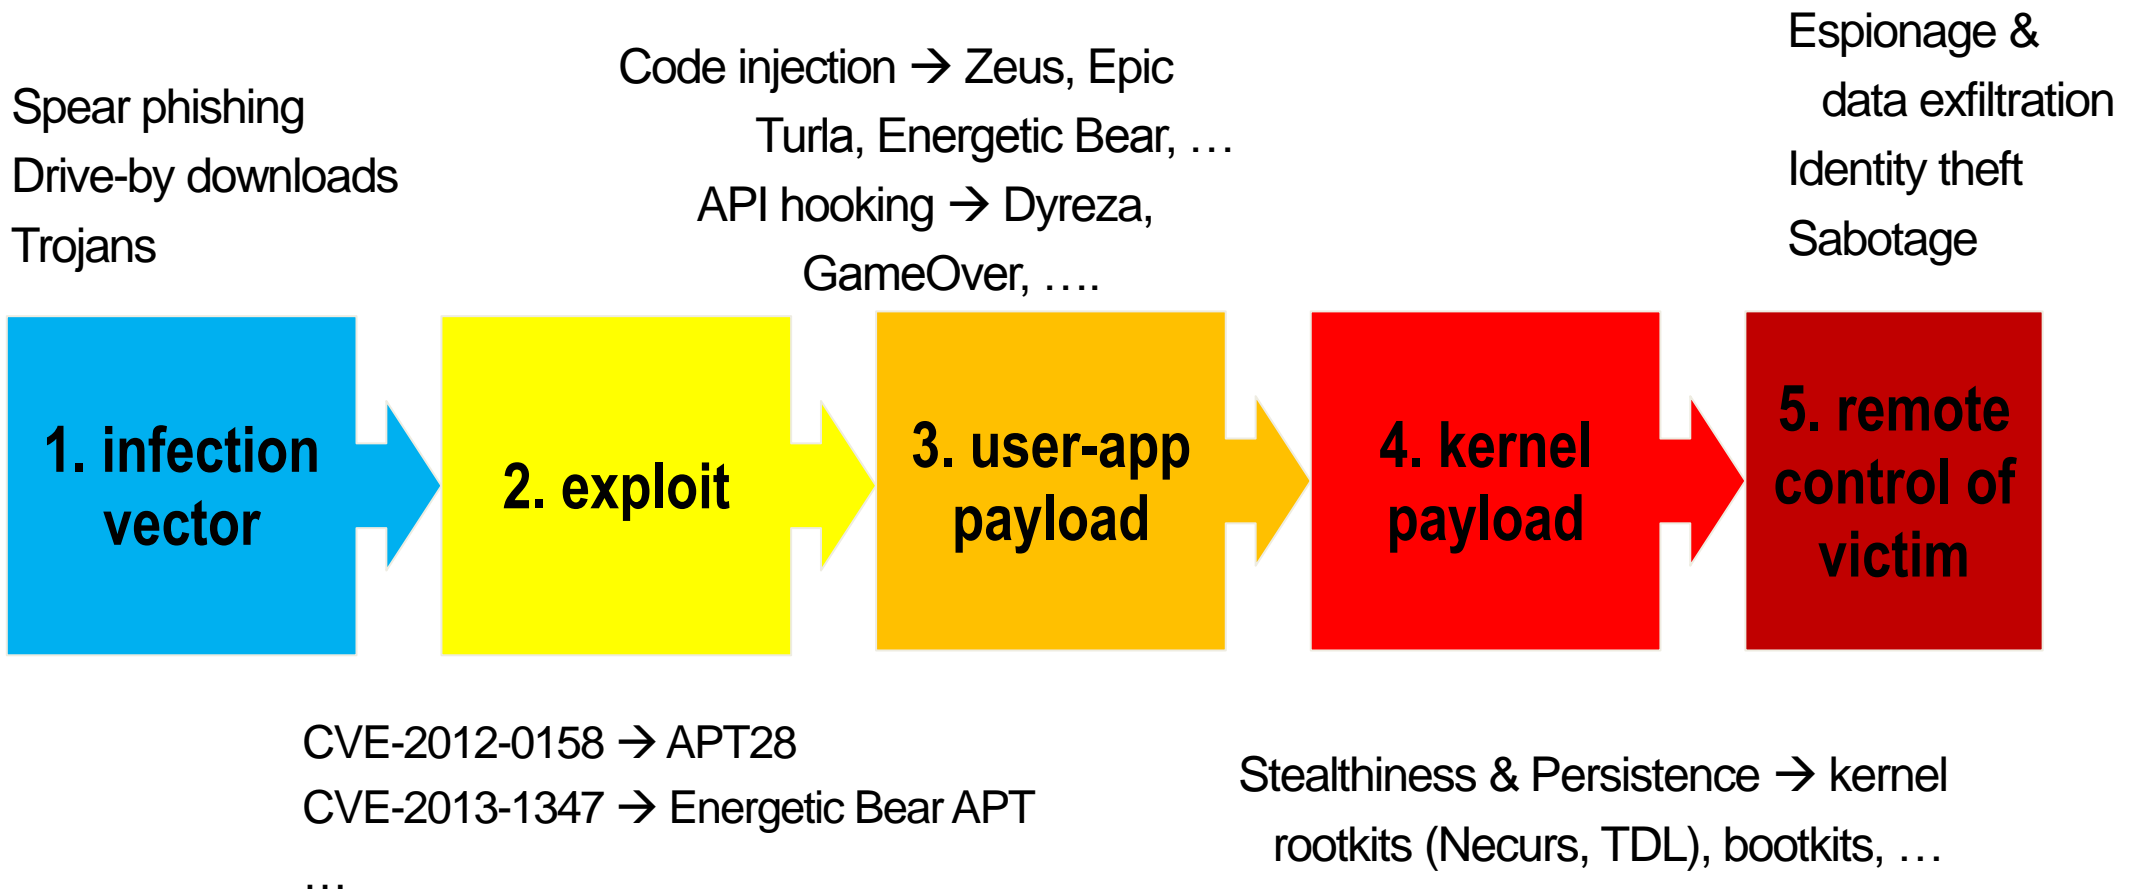 Spear phishing
Drive-by downloads
Trojans
Code injection → Zeus, Epic
Turla, Energetic Bear, …
API hooking → Dyreza,
GameOver, ….
Espionage &
data exfiltration
Identity theft
Sabotage
1. infection
vector
2. exploit
3. user-app
payload
4. kernel
payload
5. remote
control of
victim
CVE-2012-0158 → APT28
CVE-2013-1347 → Energetic Bear APT
…
Stealthiness & Persistence → kernel
rootkits (Necurs, TDL), bootkits, …